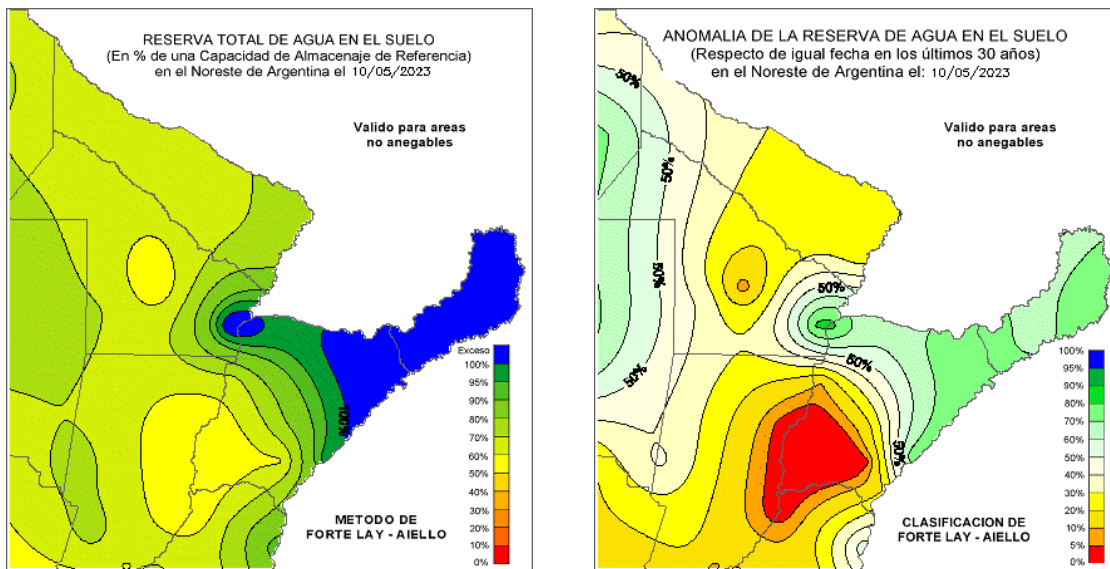 RESERVA TOTAL DE AGUA EN EL SUELO
(En % de una Capacidad de Almacenaje de Referencia)
en el Noreste de Argentina el 10/05/2023
Valido para areas
no anegables
100%
Exceso
100%
95%
90%
80%
70%
60%
50%
40%
30%
20%
10%
0%
METODO DE
FORTE LAY - AIELLO
ANOMALIA DE LA RESERVA DE AGUA EN EL SUELO
(Respecto de igual fecha en los últimos 30 años)
en el Noreste de Argentina el: 10/05/2023
Valido para areas
no anegables
50%
50%
50%
50%
50%
50%
50%
100%
95%
90%
80%
70%
60%
50%
40%
30%
20%
10%
5%
0%
CLASIFICACION DE
FORTE LAY - AIELLO